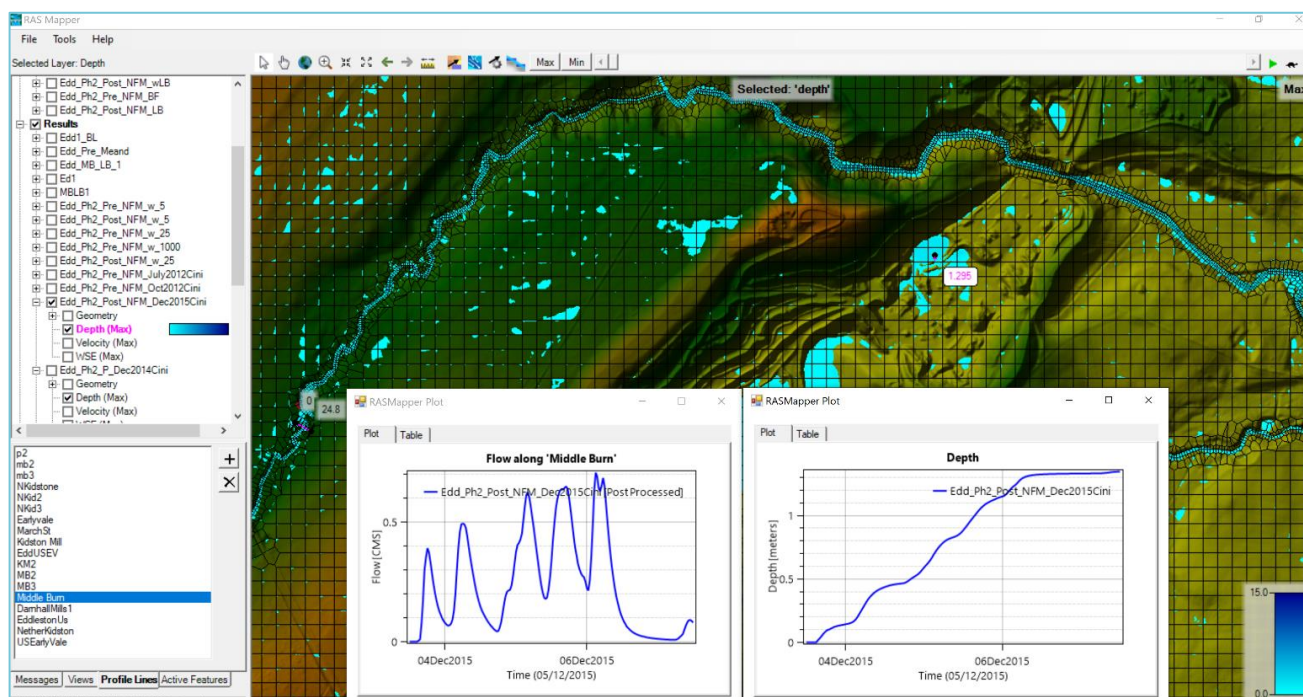 RAS Mapper
File Tools Help
Selected Layer: Depth
Max Min
Edd_Ph2_Post_NFM_wLB
Edd_Ph2_Pre_NFM_BF
Edd_Ph2_Post_NFM_LB
Results
Edd1_BL
Edd_Pre_Meand
Edd_MB_LB_1
Ed1
MBLB1
Edd_Ph2_Pre_NFM_w_5
Edd_Ph2_Post_NFM_w_5
Edd_Ph2_Pre_NFM_w_25
Edd_Ph2_Pre_NFM_w_1000
Edd_Ph2_Post_NFM_w_25
Edd_Ph2_Pre_NFM_July2012Cini
Edd_Ph2_Pre_NFM_Oct2012Cini
Edd_Ph2_Post_NFM_Dec2015Cini
Geometry
Depth (Max)
Velocity (Max)
WSE (Max)
Edd_Ph2_P_Dec2014Cini
Geometry
Depth (Max)
Velocity (Max)
p2
mb2
mb3
NKidstone
NKid2
NKid3
Earlyvale
MarchSt
Kidston Mill
EddUSEV
KM2
MB2
MB3
Middle Burn
DarnhallMills1
EddlestonUs
NetherKidston
USEarlyVale
Messages Views Profile Lines Active Features
Selected: 'depth'
Max
1.295
0
24.8
RASMapper Plot
Plot Table
Flow along 'Middle Burn'
Edd_Ph2_Post_NFM_Dec2015Cini [Post Processed]
Flow [CMS]
0.5
0
04Dec2015 06Dec2015
Time (05/12/2015)
RASMapper Plot
Plot Table
Depth
Edd_Ph2_Post_NFM_Dec2015Cini
Depth [meters]
1
0.5
0
04Dec2015 06Dec2015
Time (05/12/2015)
15.0
0.0